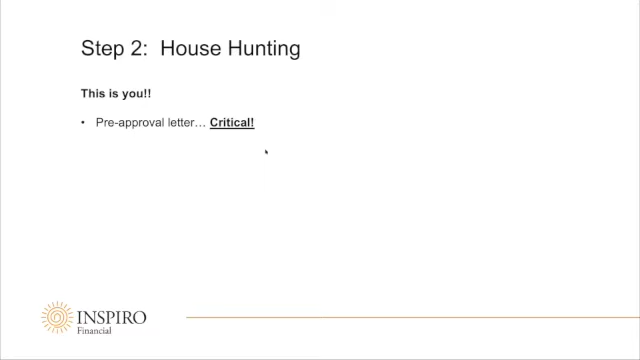 Step 2:  House Hunting
This is you!!
• Pre-approval letter… Critical!
INSPIRO
Financial